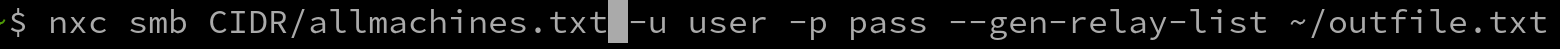 ~$ nxc smb CIDR/allmachines.txt -u user -p pass --gen-relay-list ~/outfile.txt